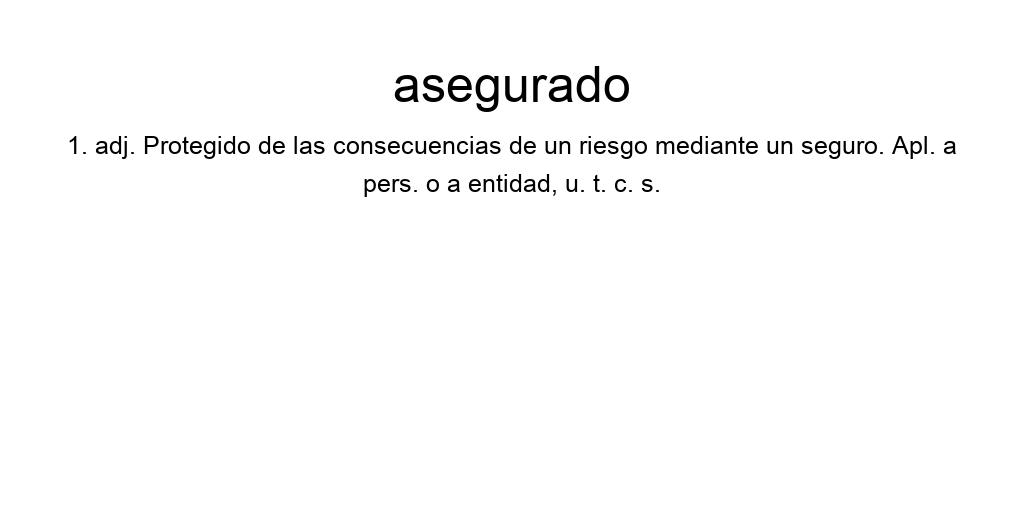 asegurado
1. adj. Protegido de las consecuencias de un riesgo mediante un seguro. Apl. a
pers. o a entidad, u. t. c. s.